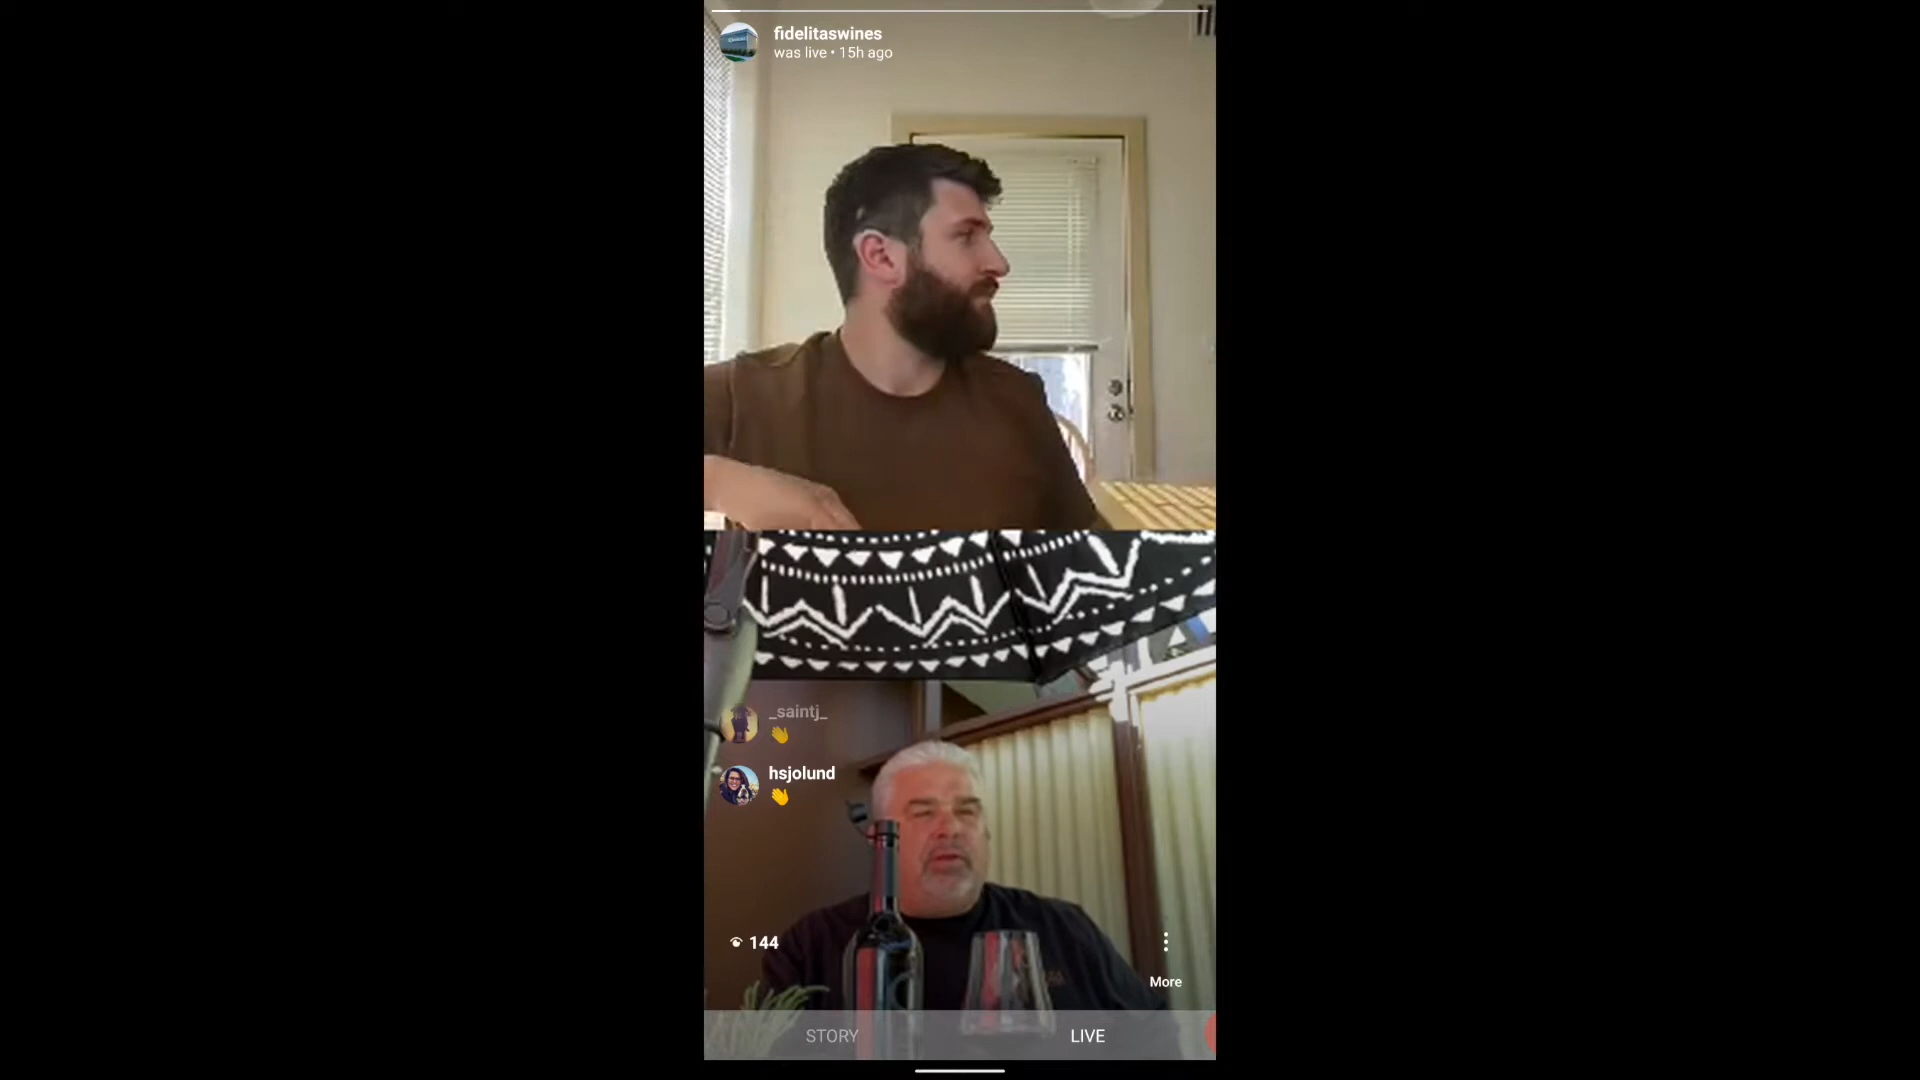 fidelitaswines
was live • 15h ago
_saintj_
👋
hsjolund
👋
144
More
STORY
LIVE